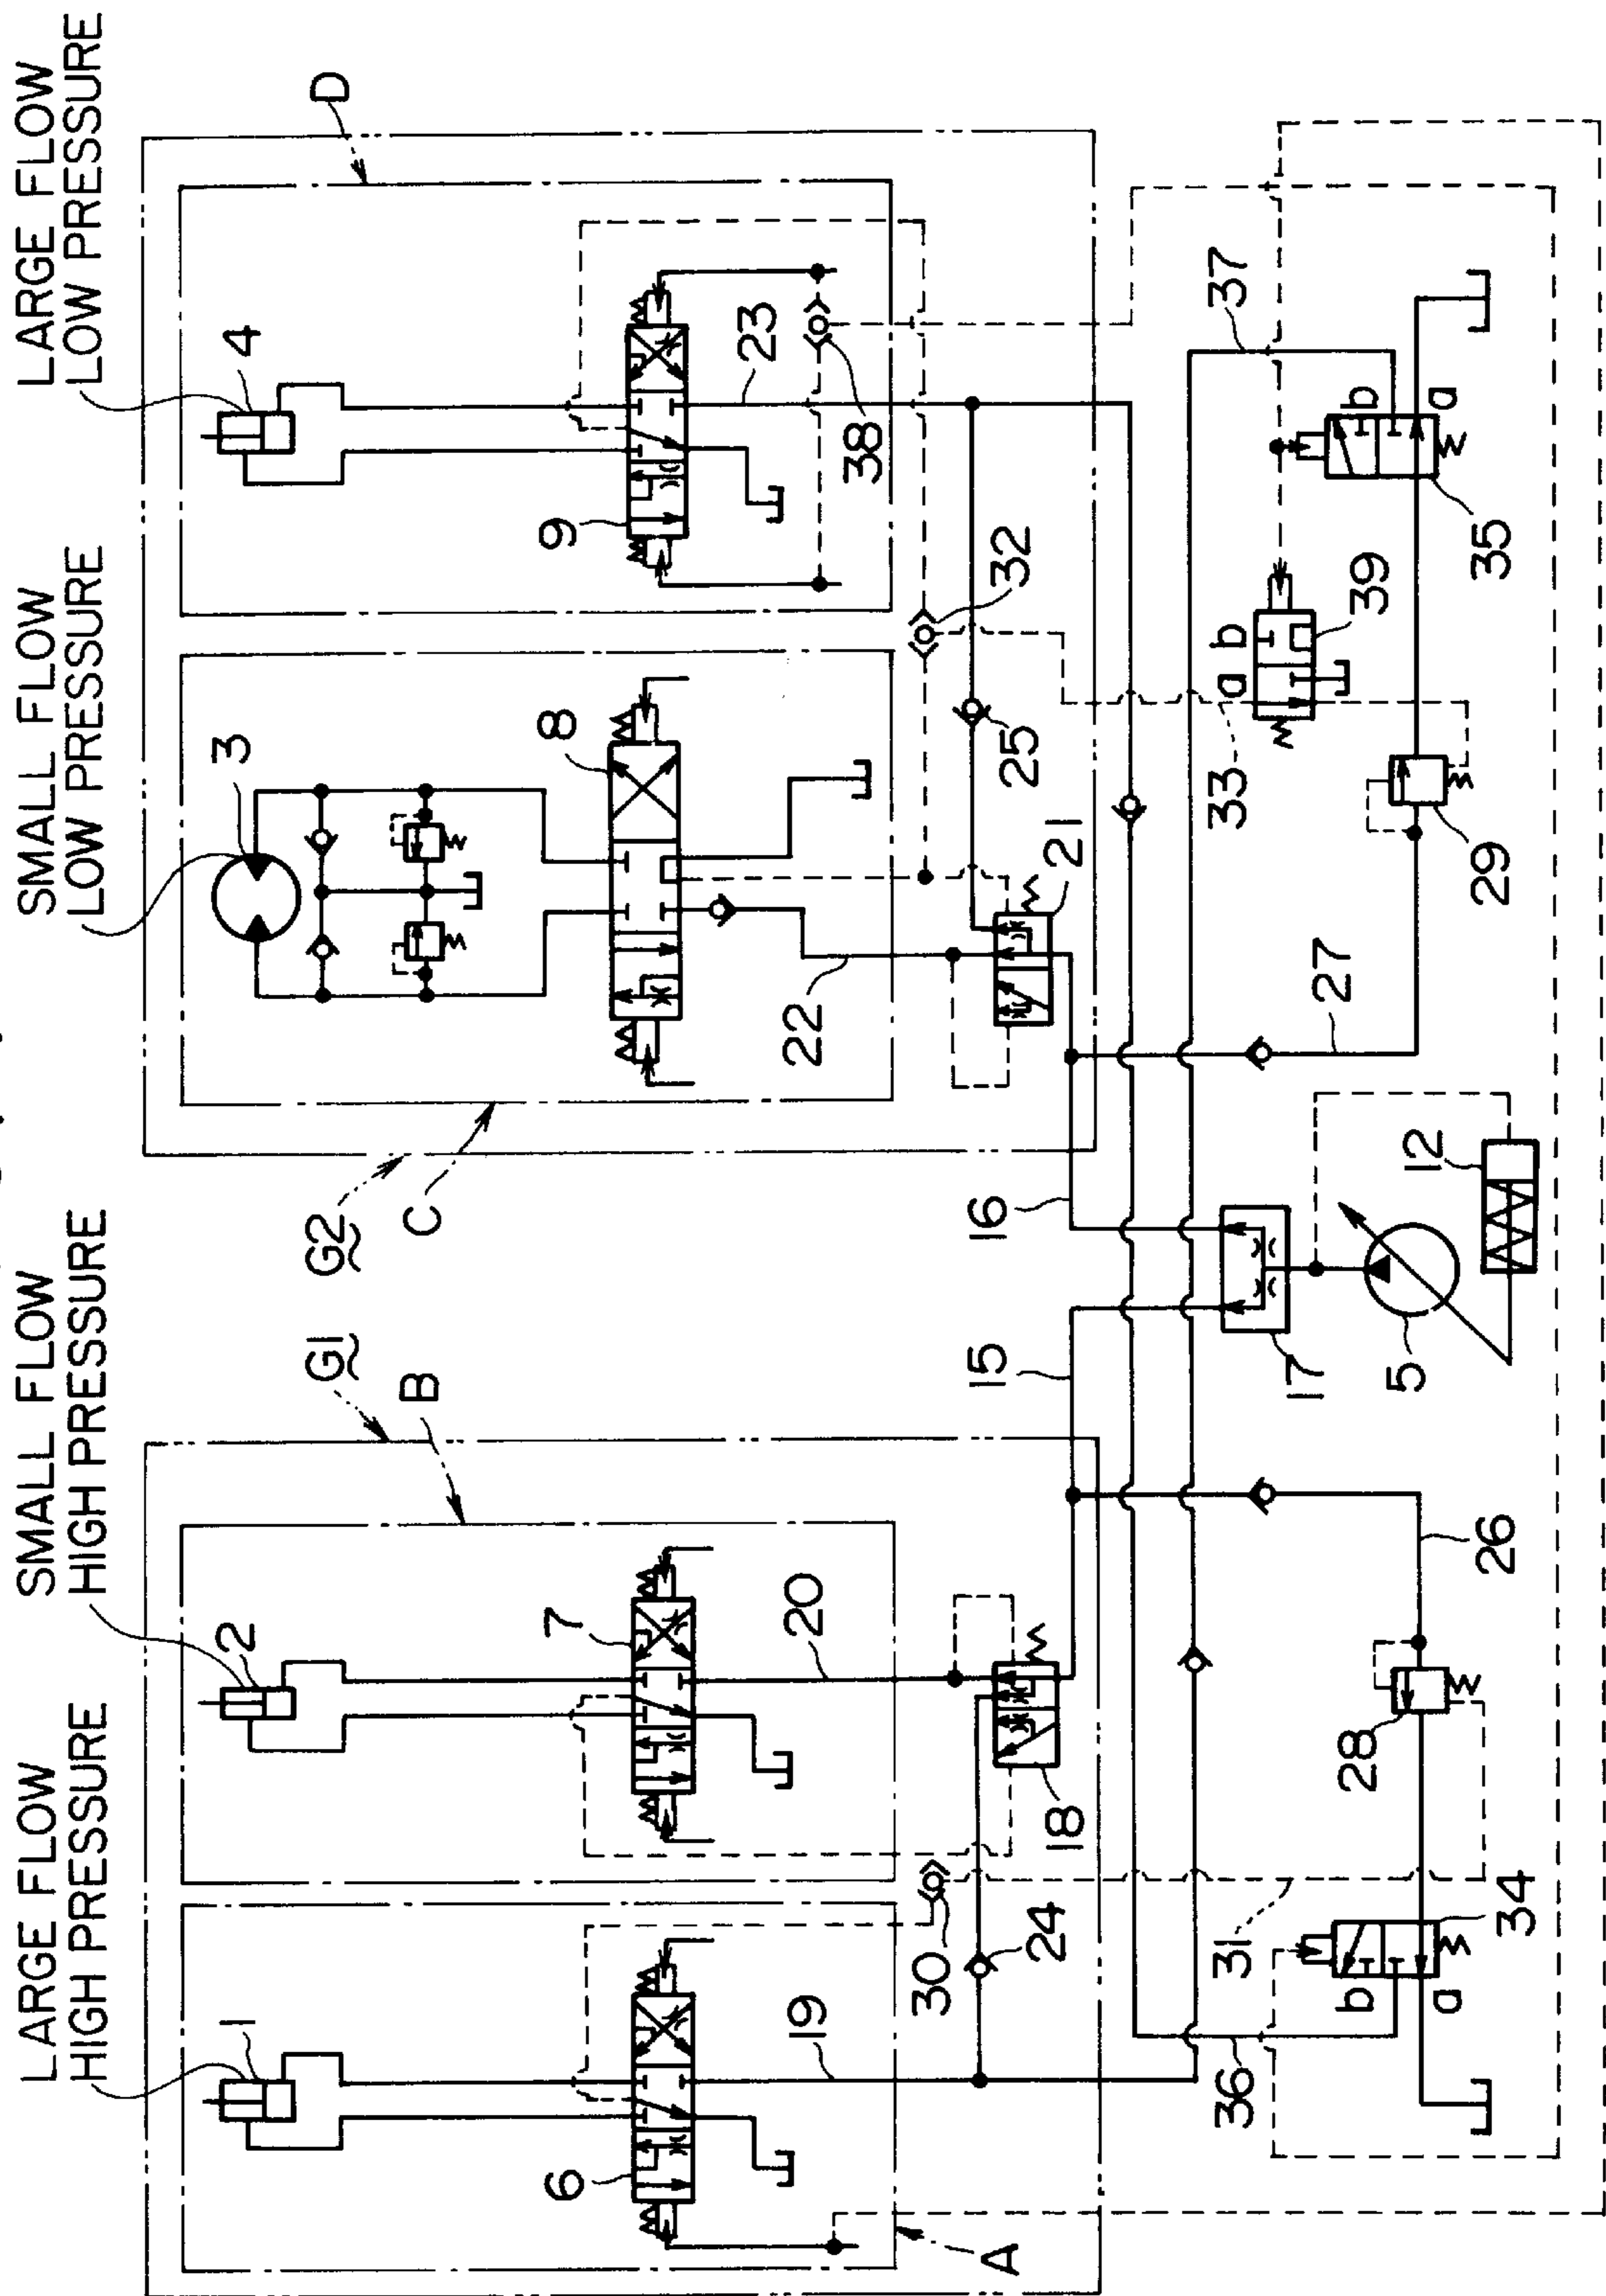 LARGE FLOW
HIGH PRESSURE
SMALL FLOW
HIGH PRESSURE
SMALL FLOW
LOW PRESSURE
LARGE FLOW
LOW PRESSURE
1
2
3
4
G1
B
G2
C
D
6
7
8
9
19
20
22
23
38
A
30
24
18
15
16
21
25
32
36
31
34
b
a
28
26
17
5
12
27
33
29
a
b
39
37
35
b
a